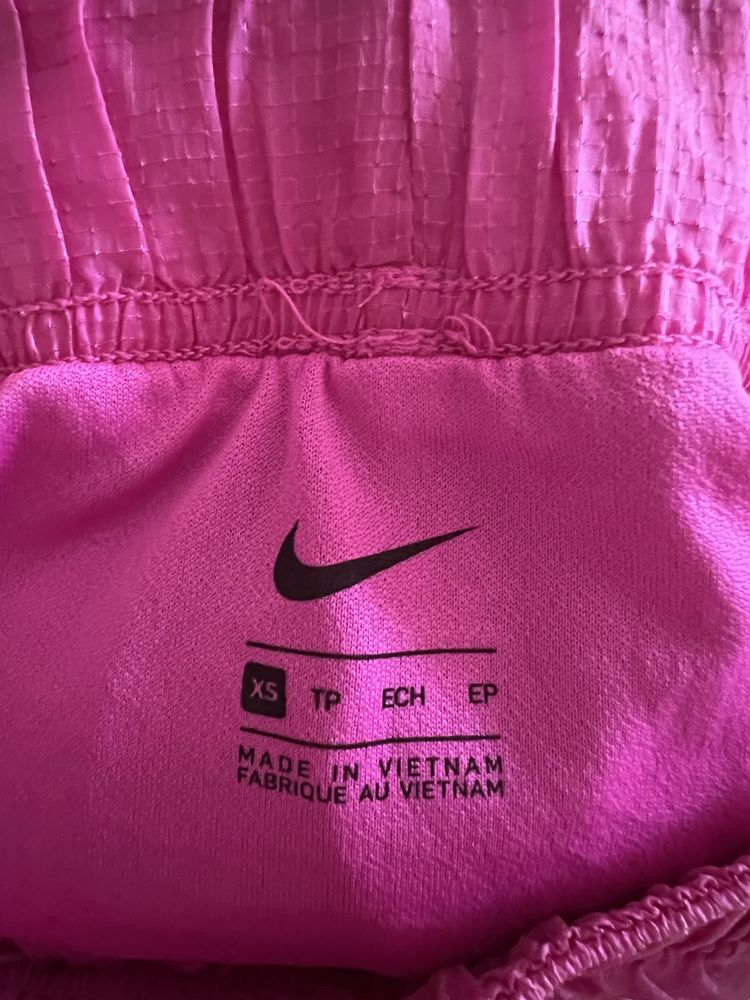 XS TP ECH EP
MADE IN VIETNAM
FABRIQUE AU VIETNAM